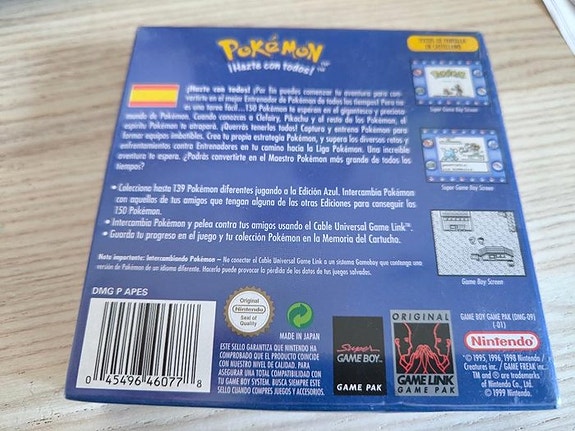 POKéMON
¡Hazte con todos!™
TEXTOS DE PANTALLA
EN CASTELLANO
¡Hazte con todos! ¡Por fin puedes comenzar tu aventura para con-
vertirte en el mejor Entrenador de Pokémon de todos los tiempos! Pero no
es una tarea fácil...150 Pokémon te esperan en el gigantesco y precioso
mundo de Pokémon. Cuando conozcas a Clefairy, Pikachu y al resto de los Pokémon, el
espíritu Pokémon te atrapará. ¿Querrás tenerlos todos? Captura y entrena Pokémon para
formar equipos imbatibles. Crea tu propia estrategia Pokémon, y supera los diversos retos y
enfrentamientos contra Entrenadores en tu camino hacia la Liga Pokémon. Una increíble
aventura te espera. ¿Podrás convertirte en el Maestro Pokémon más grande de todos los
tiempos?
Super Game Boy Screen
• Colecciona hasta 139 Pokémon diferentes jugando a la Edición Azul. Intercambia Pokémon
con aquellos de tus amigos que tengan alguna de las otras Ediciones para conseguir los
150 Pokémon.
• Intercambia Pokémon y pelea contra tus amigos usando el Cable Universal Game Link™.
• Guarda tu progreso en el juego y tu colección Pokémon en la Memoria del Cartucho.
Super Game Boy Screen
Nota importante: Intercambiando Pokémon – No conectar el Cable Universal Game Link a un sistema Gameboy que contenga una
versión de Pokémon de un idioma diferente. Hacerlo puede provocar la pérdida de los datos de tus juegos salvados.
Game Boy Screen
DMG P APES
0 45496 46077 8
Original
Nintendo
Seal of
Quality
MADE IN JAPAN
ESTE SELLO GARANTIZA QUE NINTENDO HA
COMPROBADO QUE EL PRODUCTO COINCIDE
CON NUESTRO NIVEL DE CALIDAD. PARA
ASEGURAR UNA TOTAL COMPATIBILIDAD CON
TU GAME BOY SYSTEM. BUSCA SIEMPRE ESTE
SELLO CUANDO COMPRES JUEGOS Y ACCESORIOS.
Super
GAME BOY
GAME PAK
ORIGINAL
GAME LINK
GAME PAK
GAME BOY GAME PAK (DMG-09)
(-01)
Nintendo
© 1995, 1996, 1998 Nintendo/
Creatures inc. / GAME FREAK inc.
TM and ® are trademarks
of Nintendo Co., Ltd.
© 1999 Nintendo.